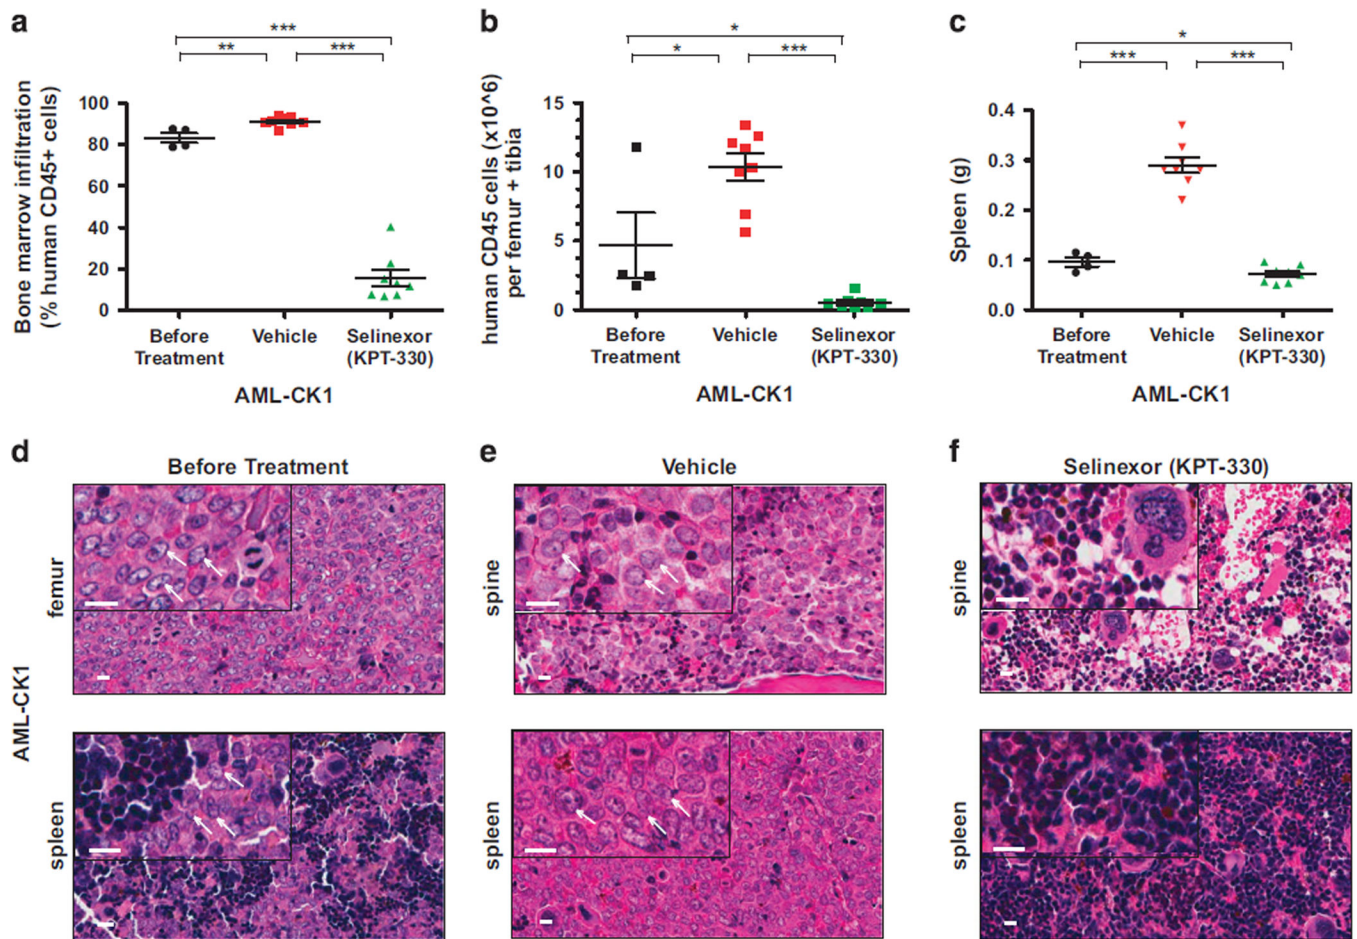 a
***
**
***
Bone marrow infiltration
(% human CD45+ cells)
100
80
60
40
20
0
Before
Treatment
Vehicle
Selinexor
(KPT-330)
AML-CK1
b
*
*
***
human CD45 cells (x10^6)
per femur + tibia
15
10
5
0
Before
Treatment
Vehicle
Selinexor
(KPT-330)
AML-CK1
c
*
***
***
Spleen (g)
0.4
0.3
0.2
0.1
0.0
Before
Treatment
Vehicle
Selinexor
(KPT-330)
AML-CK1
AML-CK1
d
Before Treatment
femur
spleen
e
Vehicle
spine
spleen
f
Selinexor (KPT-330)
spine
spleen